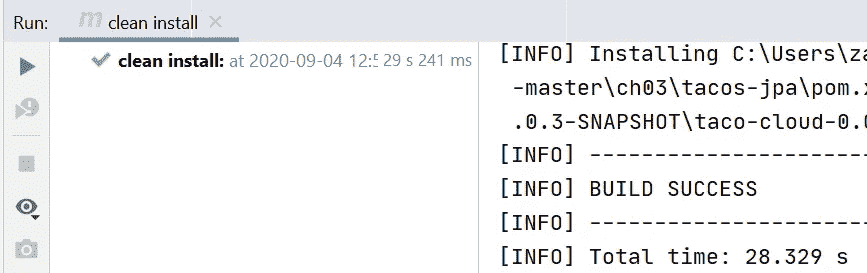 Run: m clean install ×
clean install: at 2020-09-04 12:5 29 s 241 ms
[INFO] Installing C:\Users\za
-master\ch03\tacos-jpa\pom.x
.0.3-SNAPSHOT\taco-cloud-0.0
[INFO] -----------------------
[INFO] BUILD SUCCESS
[INFO] -----------------------
[INFO] Total time: 28.329 s